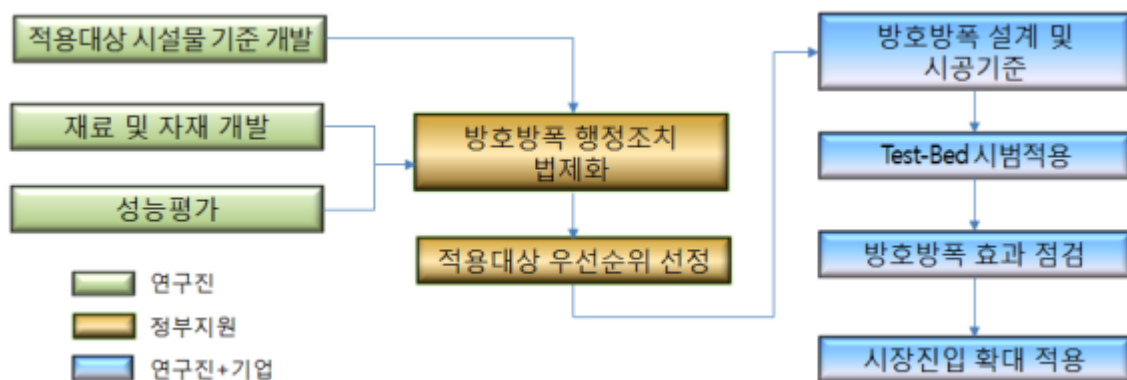 적용대상 시설물 기준 개발
재료 및 자재 개발
성능평가
방호방폭 행정조치
법제화
적용대상 우선순위 선정
방호방폭 설계 및
시공기준
Test-Bed 시범적용
방호방폭 효과 점검
시장진입 확대 적용
연구진
정부지원
연구진+기업